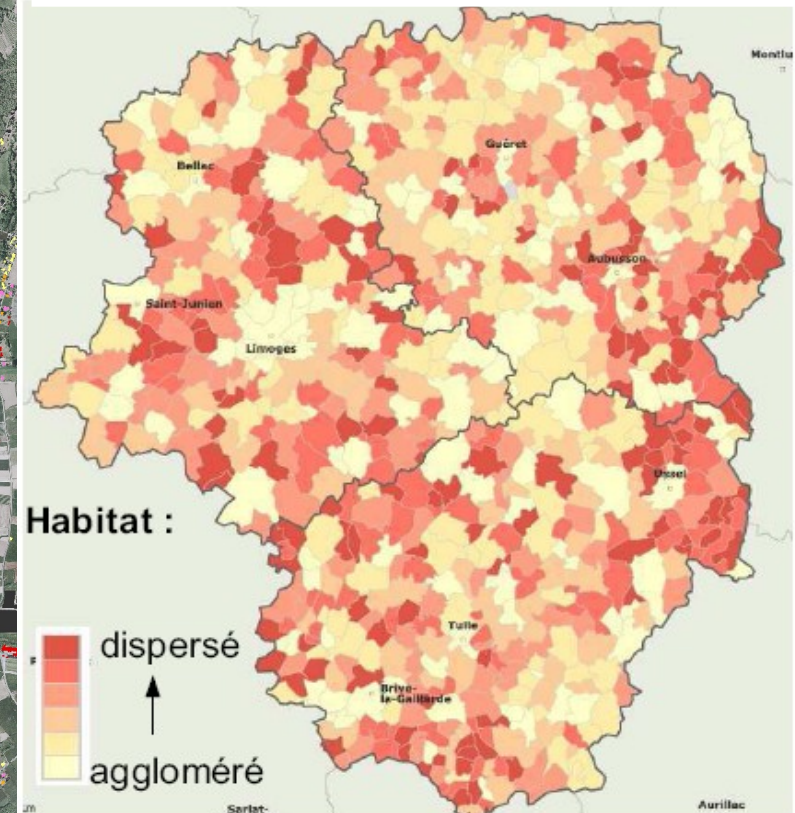 Montlu
Guéret
Bellac
Aubusson
Saint-Junien
Limoges
Ussel
Habitat :
Tulle
dispersé
Brive-
la-Gaillarde
aggloméré
Sarlat-
Aurillac